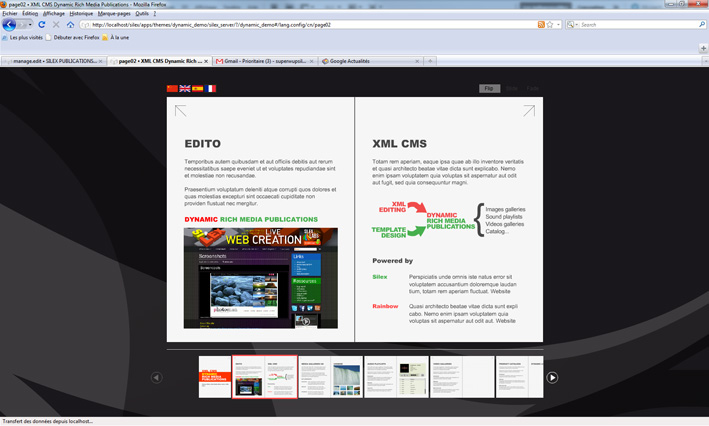 page02 • XML CMS Dynamic Rich Media Publications - Mozilla Firefox
Fichier Édition Affichage Historique Marque-pages Outils ?
http://localhost/silex/apps/themes/dynamic_demo/silex_server/?/dynamic_demo#/lang.config/cn/page02
Search
Les plus visités Débuter avec Firefox À la une
manage.edit • SILEX PUBLICATIONS...
page02 • XML CMS Dynamic Rich ...
Gmail - Prioritaire (3) - superwupsil...
Google Actualités
Flip
EDITO
Temporibus autem quibusdam et aut officiis debitis aut rerum
necessitatibus saepe eveniet ut et voluptates repudiandae sint
et molestiae non recusandae.
Praesentium voluptatum deleniti atque corrupti quos dolores et
quas molestias excepturi sint occaecati cupiditate non
provident fiustiat nec mergitur.
DYNAMIC RICH MEDIA PUBLICATIONS
LIVE
WEB CREATION
Screenshots
Links
Resources
XML CMS
Totam rem aperiam, eaque ipsa quae ab illo inventore veritatis
et quasi architecto beatae vitae dicta sunt explicabo. Nemo
enim ipsam voluptatem quia voluptas sit aspernatur aut odit
aut fugit, sed quia consequuntur magni.
XML
EDITING
TEMPLATE
DESIGN
DYNAMIC
RICH MEDIA
PUBLICATIONS
Images galleries
Sound playlists
Videos galleries
Catalog...
Powered by
Silex
Perspiciatis unde omnis iste natus error sit
voluptatem accusantium doloremque laudan
tium, totam rem aperiam fluctuat. Website
Rainbow
Quasi architecto beatae vitae dicta sunt expli
cabo. Nemo enim ipsam voluptatem quia
voluptas sit aspernatur aut odit aut. Website
Transfert des données depuis localhost...